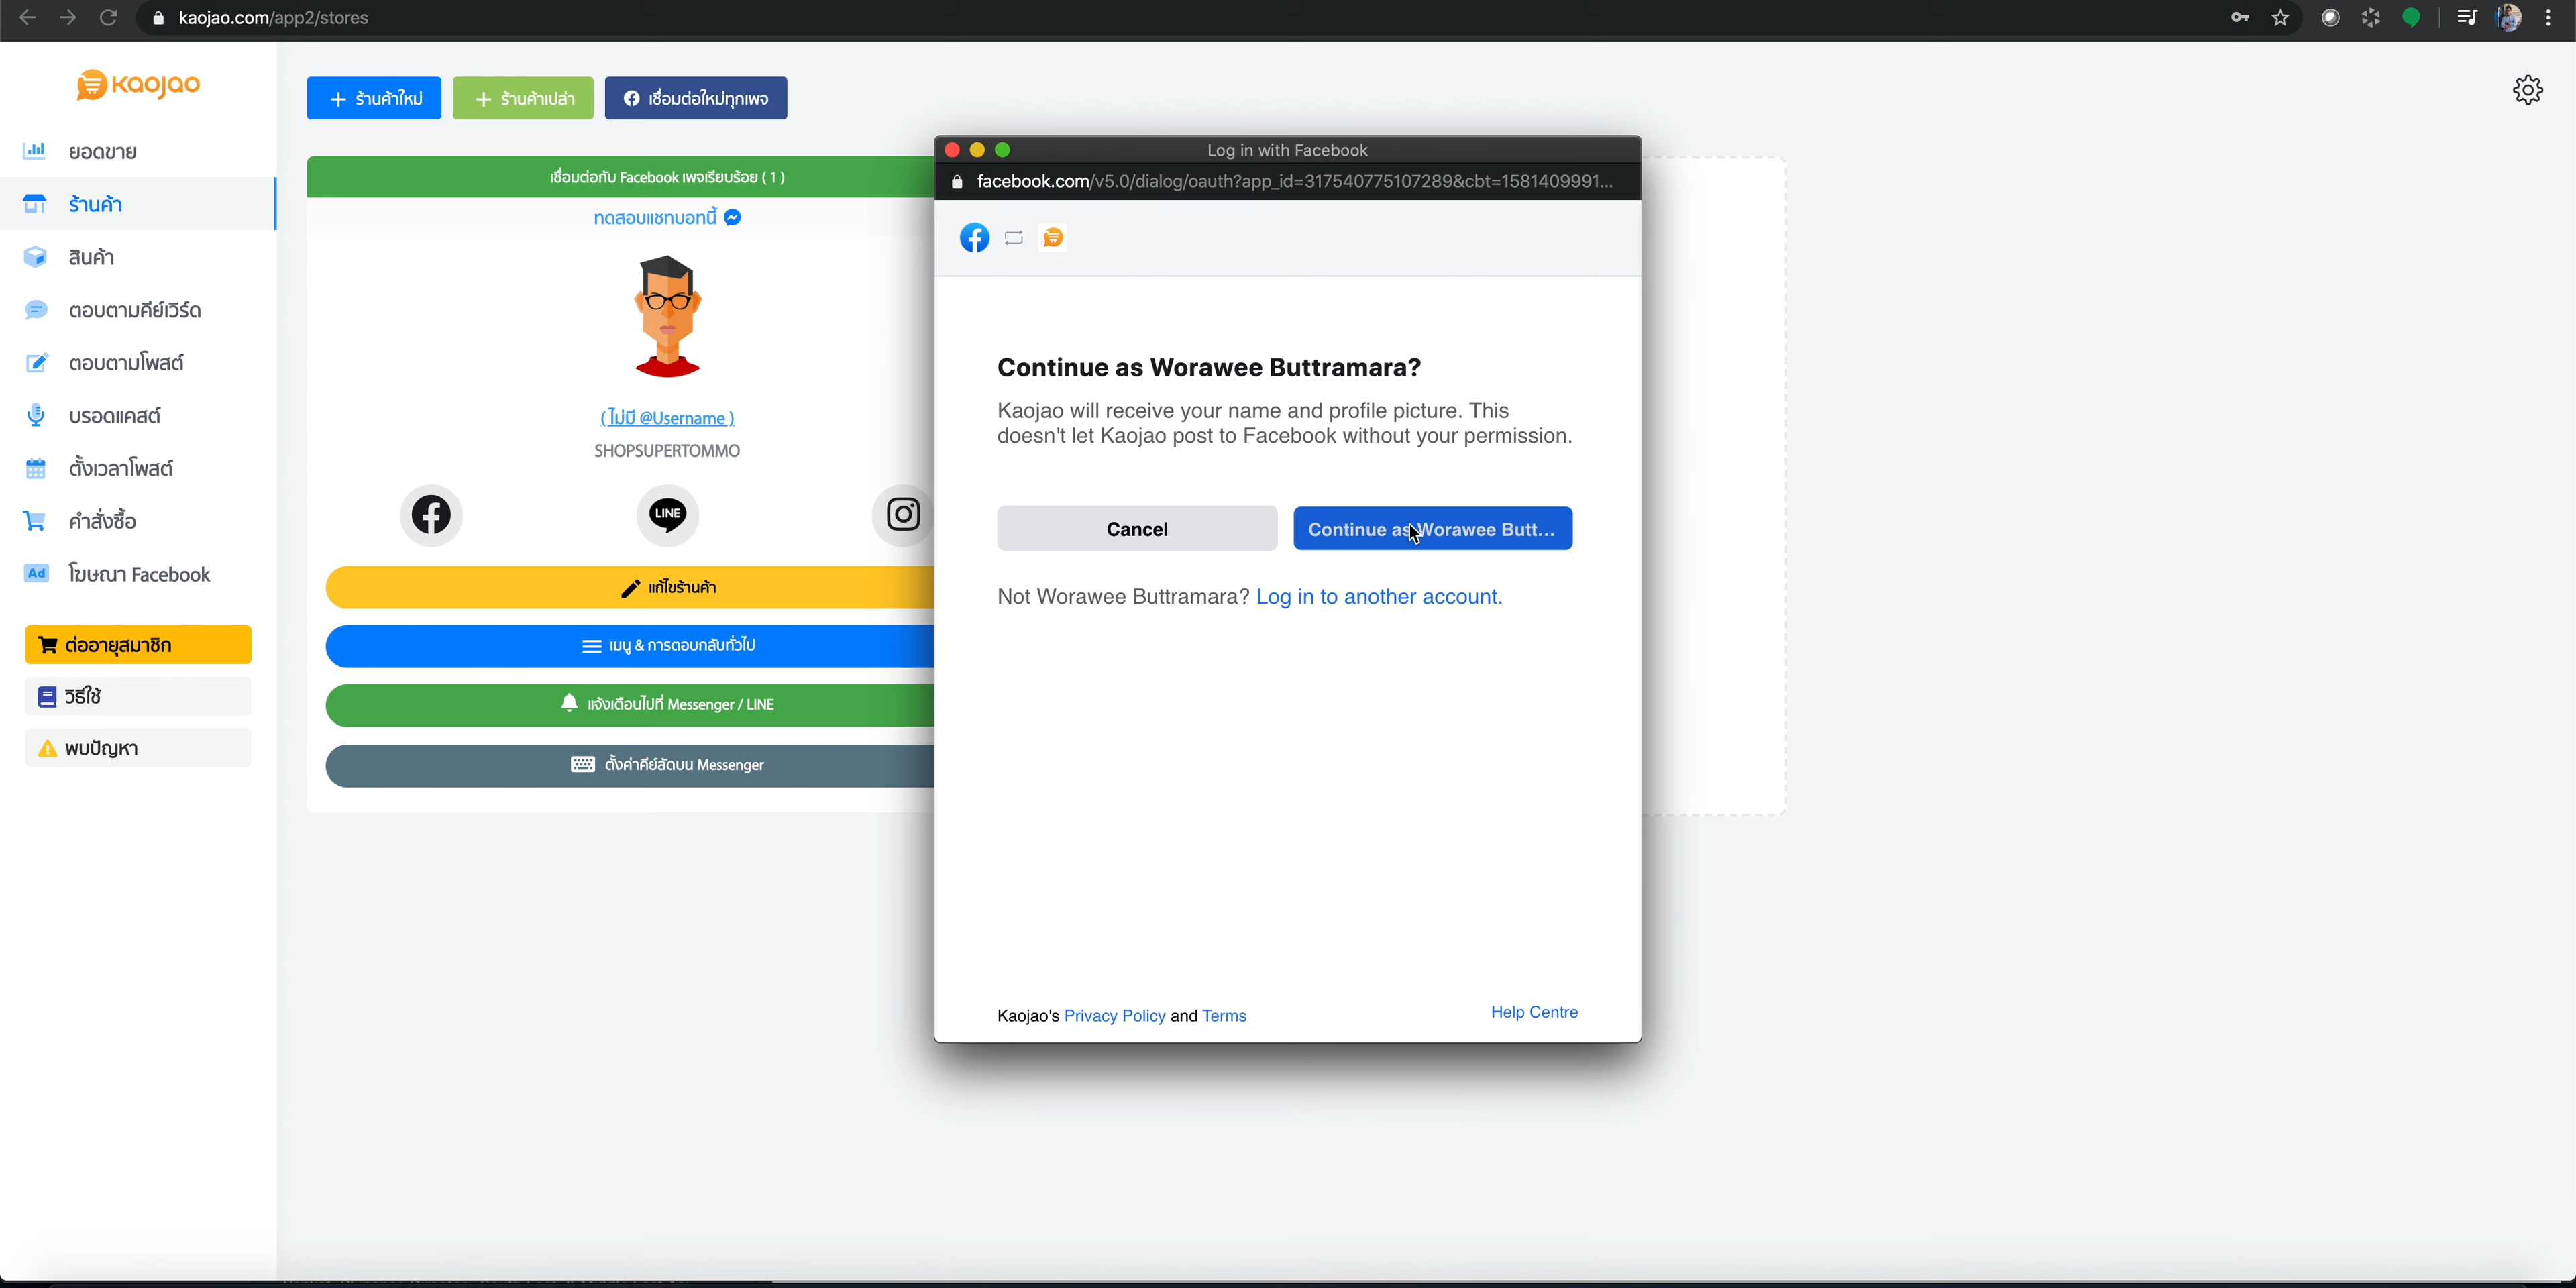 kaojao.com/app2/stores
KAOJAO
ยอดขาย
ร้านค้า
สินค้า
ตอบตามคีย์เวิร์ด
ตอบตามโพสต์
บรอดแคสต์
ตั้งเวลาโพสต์
คำสั่งซื้อ
Ad โฆษณา Facebook
ต่ออายุสมาชิก
วิธีใช้
พบปัญหา
+ ร้านค้าใหม่
+ ร้านค้าเปล่า
เชื่อมต่อใหม่ทุกเพจ
เชื่อมต่อกับ Facebook เพจเรียบร้อย ( 1 )
ทดสอบแชทบอทนี้
( ไม่มี @Username )
SHOPSUPERTOMMO
LINE
แก้ไขร้านค้า
เมนู & การตอบกลับทั่วไป
แจ้งเตือนไปที่ Messenger / LINE
ตั้งค่าคีย์ลัดบน Messenger
Log in with Facebook
facebook.com/v5.0/dialog/oauth?app_id=317540775107289&cbt=1581409991...
Continue as Worawee Buttramara?
Kaojao will receive your name and profile picture. This
doesn't let Kaojao post to Facebook without your permission.
Cancel
Continue as Worawee Butt...
Not Worawee Buttramara? Log in to another account.
Kaojao's Privacy Policy and Terms
Help Centre